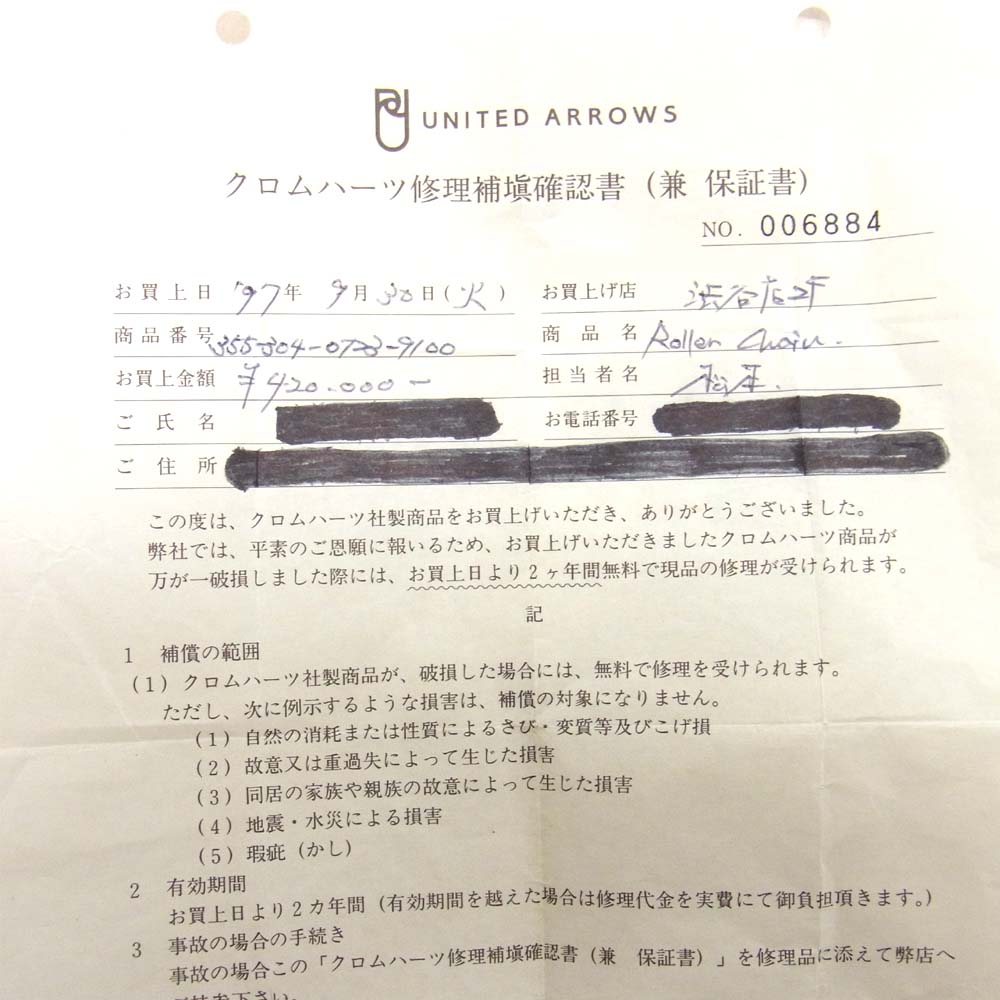 UNITED ARROWS
クロムハーツ修理補塡確認書（兼 保証書）
NO. 006884
お買上日 '97年 9月 30日(火) お買上げ店 渋谷店2F
商品番号 355-304-0723-9100 商品名 Roller Chain.
お買上金額 ¥420.000- 担当者名
ご氏名 お電話番号
ご住所
この度は、クロムハーツ社製商品をお買上げいただき、ありがとうございました。
弊社では、平素のご恩願に報いるため、お買上げいただきましたクロムハーツ商品が
万が一破損しました際には、お買上日より2ヶ年間無料で現品の修理が受けられます。
記
1 補償の範囲
(1) クロムハーツ社製商品が、破損した場合には、無料で修理を受けられます。
ただし、次に例示するような損害は、補償の対象になりません。
(1) 自然の消耗または性質によるさび・変質等及びこげ損
(2) 故意又は重過失によって生じた損害
(3) 同居の家族や親族の故意によって生じた損害
(4) 地震・水災による損害
(5) 瑕疵（かし）
2 有効期間
お買上日より2カ年間（有効期間を越えた場合は修理代金を実費にて御負担頂きます。）
3 事故の場合の手続き
事故の場合この「クロムハーツ修理補塡確認書（兼 保証書）」を修理品に添えて弊店へ